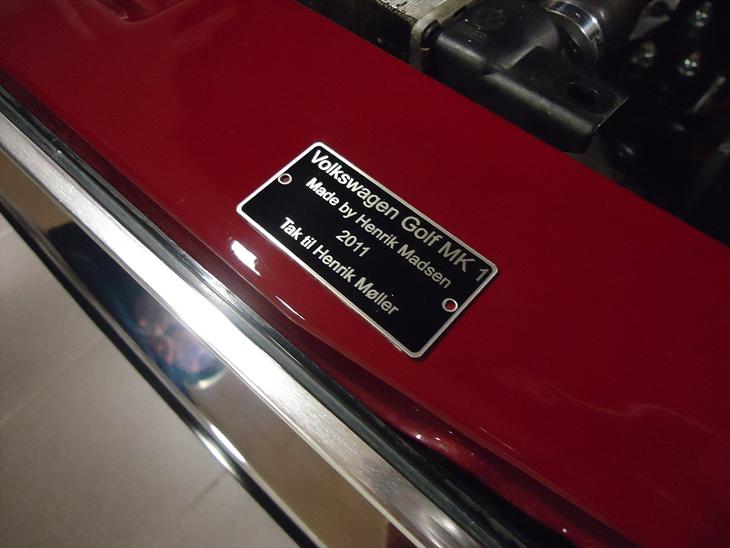 Volkswagen Golf MK 1
Made by Henrik Madsen
2011
Tak til Henrik Møller